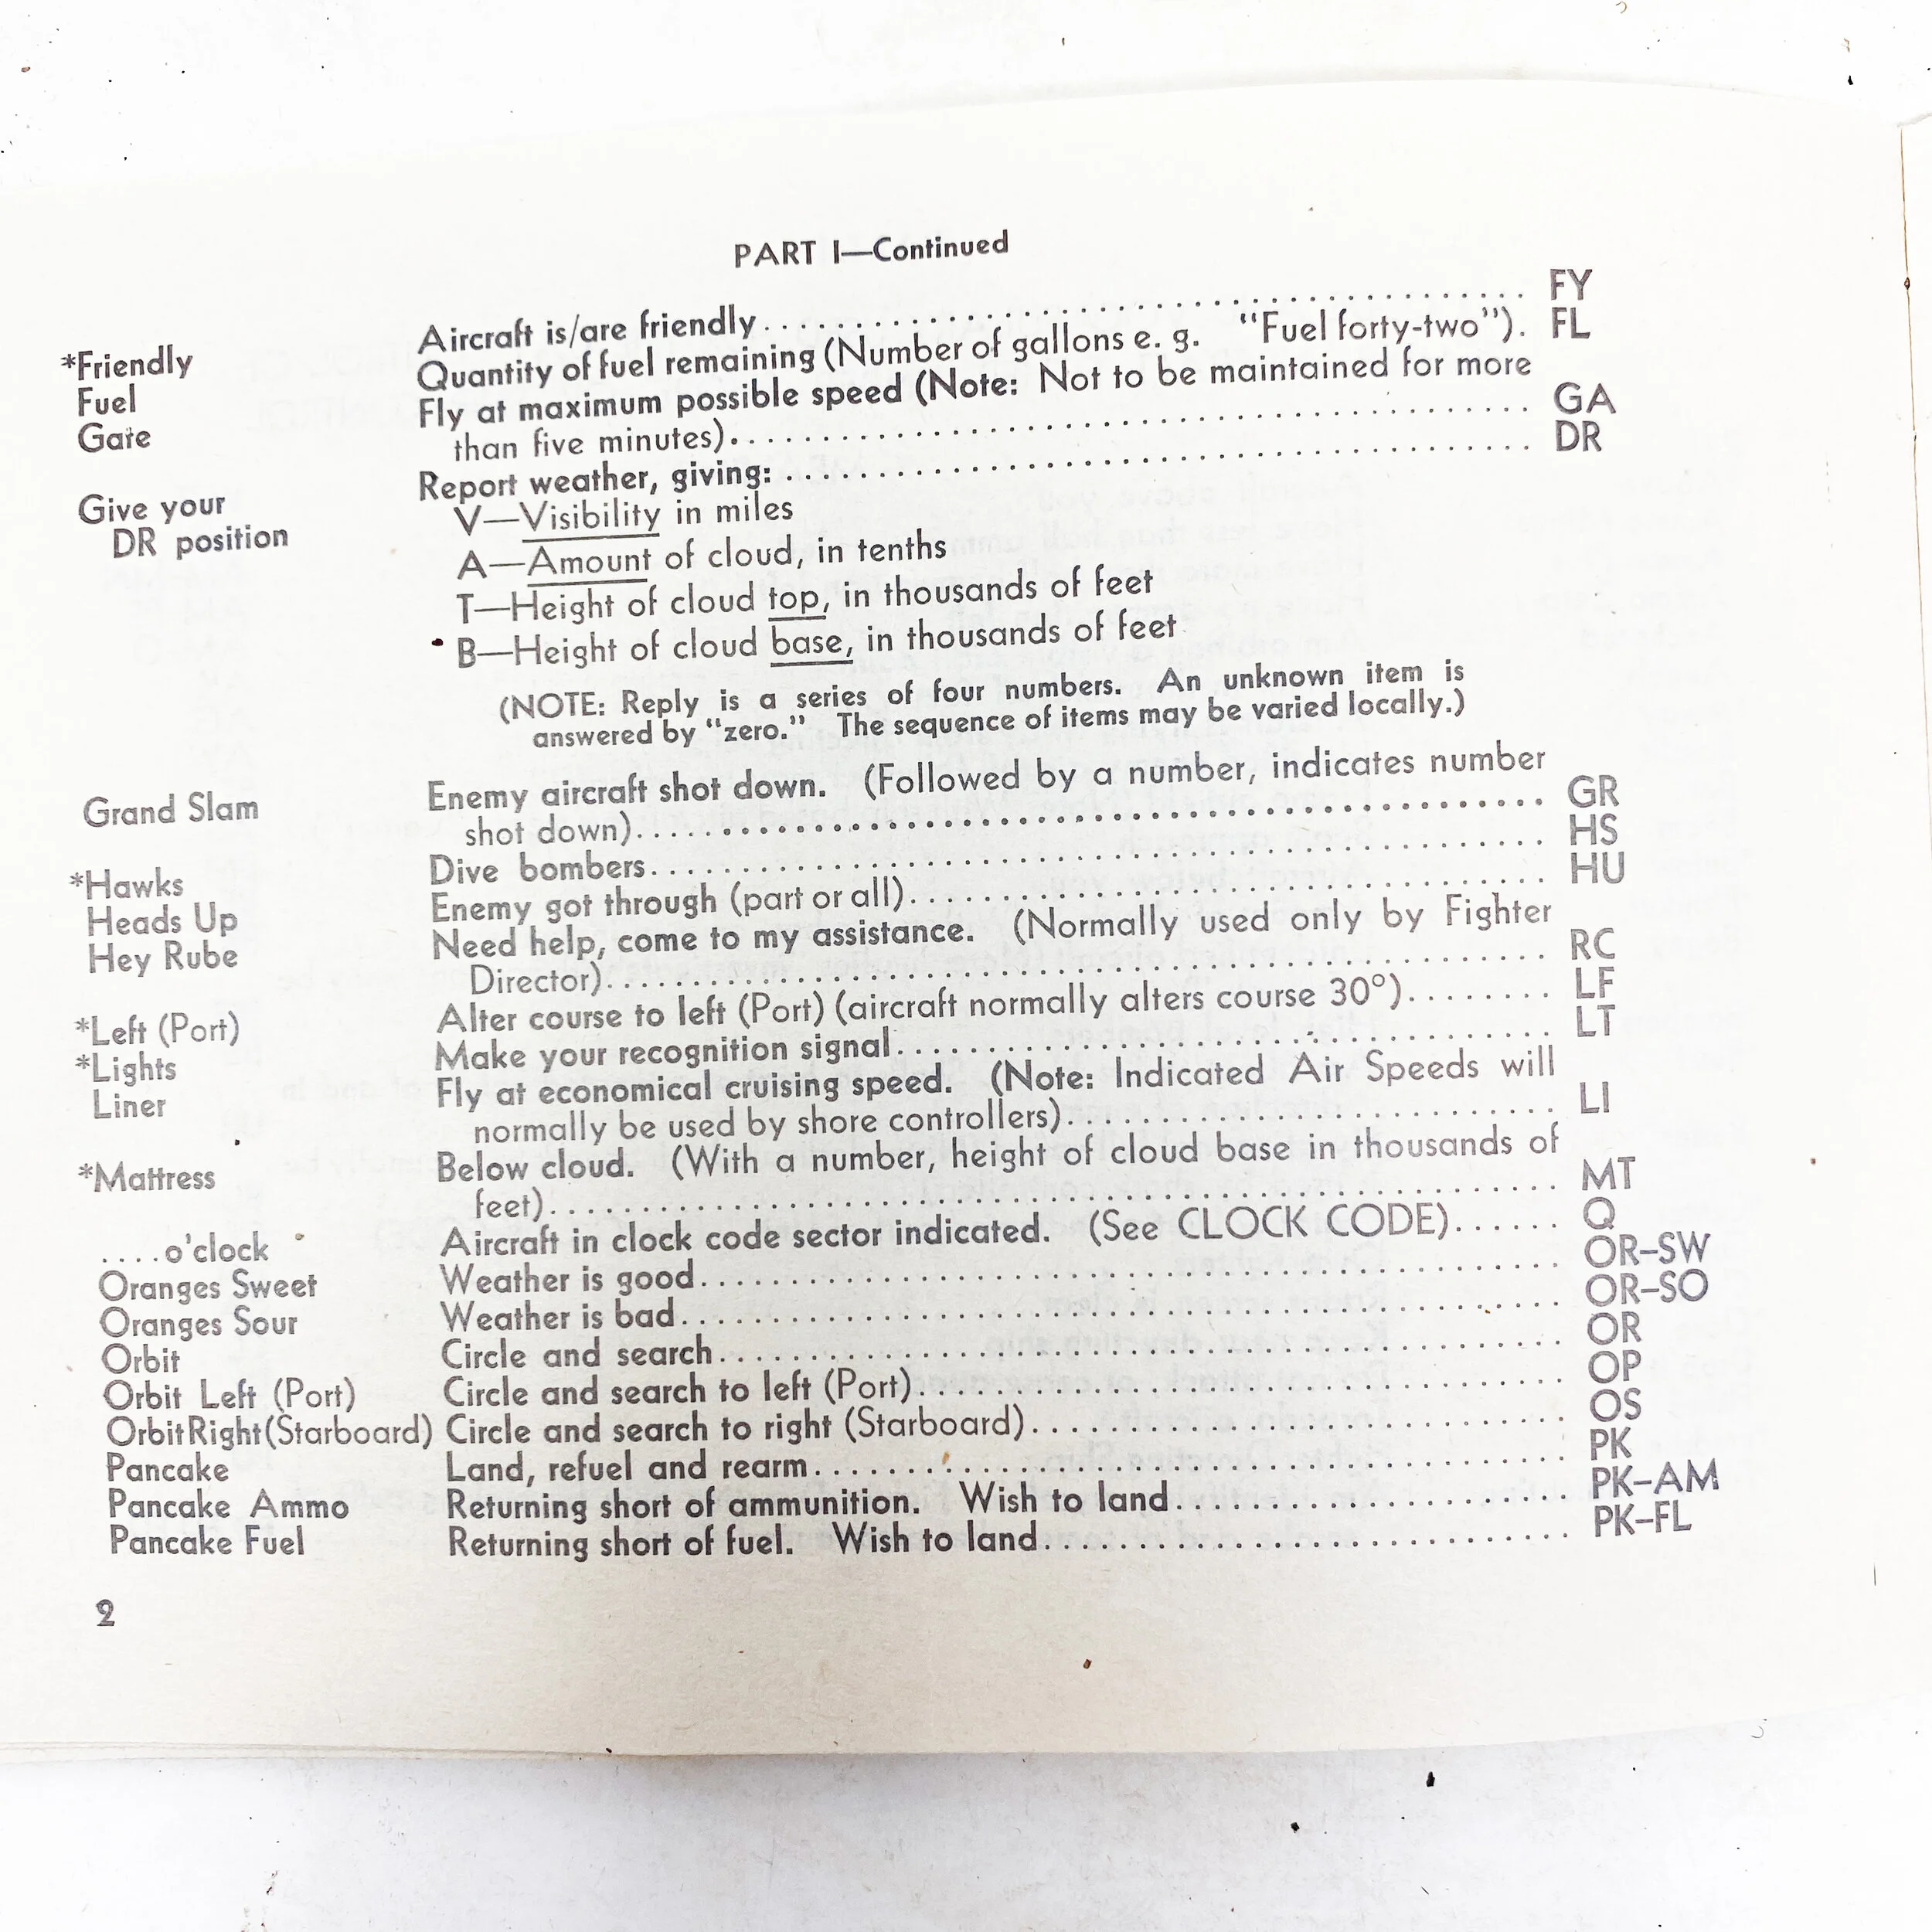 PART I—Continued
*Friendly Aircraft is/are friendly........................................ FY
Fuel Quantity of fuel remaining (Number of gallons e. g. "Fuel forty-two"). FL
Gate Fly at maximum possible speed (Note: Not to be maintained for more
than five minutes)........................................ GA
Give your Report weather, giving:........................................ DR
DR position V—Visibility in miles
A—Amount of cloud, in tenths
T—Height of cloud top, in thousands of feet
B—Height of cloud base, in thousands of feet
(NOTE: Reply is a series of four numbers. An unknown item is
answered by "zero." The sequence of items may be varied locally.)
Grand Slam Enemy aircraft shot down. (Followed by a number, indicates number
shot down)........................................ GR
*Hawks Dive bombers........................................ HS
Heads Up Enemy got through (part or all)........................................ HU
Hey Rube Need help, come to my assistance. (Normally used only by Fighter
Director)........................................ RC
*Left (Port) Alter course to left (Port) (aircraft normally alters course 30°)........ LF
*Lights Make your recognition signal........................................ LT
Liner Fly at economical cruising speed. (Note: Indicated Air Speeds will
normally be used by shore controllers)............................ LI
*Mattress Below cloud. (With a number, height of cloud base in thousands of
feet)........................................ MT
....o'clock Aircraft in clock code sector indicated. (See CLOCK CODE)...... Q
Oranges Sweet Weather is good........................................ OR-SW
Oranges Sour Weather is bad........................................ OR-SO
Orbit Circle and search........................................ OR
Orbit Left (Port) Circle and search to left (Port)........................................ OP
Orbit Right (Starboard) Circle and search to right (Starboard).............................. OS
Pancake Land, refuel and rearm........................................ PK
Pancake Ammo Returning short of ammunition. Wish to land...................... PK-AM
Pancake Fuel Returning short of fuel. Wish to land............................. PK-FL
2